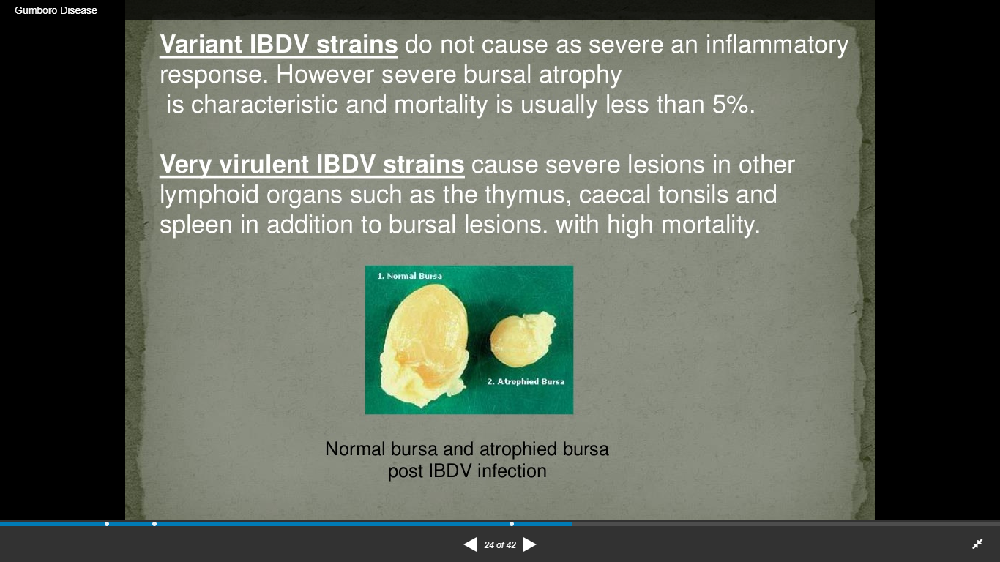 Gumboro Disease
Variant IBDV strains do not cause as severe an inflammatory
response. However severe bursal atrophy
is characteristic and mortality is usually less than 5%.
Very virulent IBDV strains cause severe lesions in other
lymphoid organs such as the thymus, caecal tonsils and
spleen in addition to bursal lesions. with high mortality.
1. Normal Bursa
2. Atrophied Bursa
Normal bursa and atrophied bursa
post IBDV infection
24 of 42